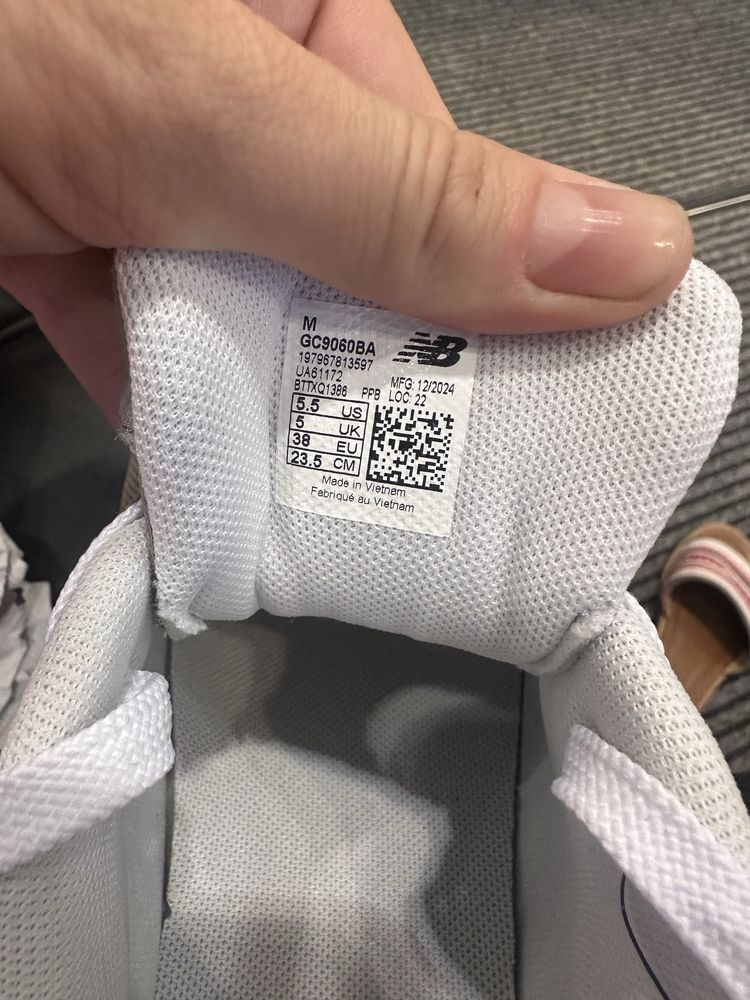 M
GC9060BA
NB
197967813597
UA61172
MFG: 12/2024
BTTXQ1386 PPB LOC: 22
5.5 US
5 UK
38 EU
23.5 CM
Made in Vietnam
Fabriqué au Vietnam